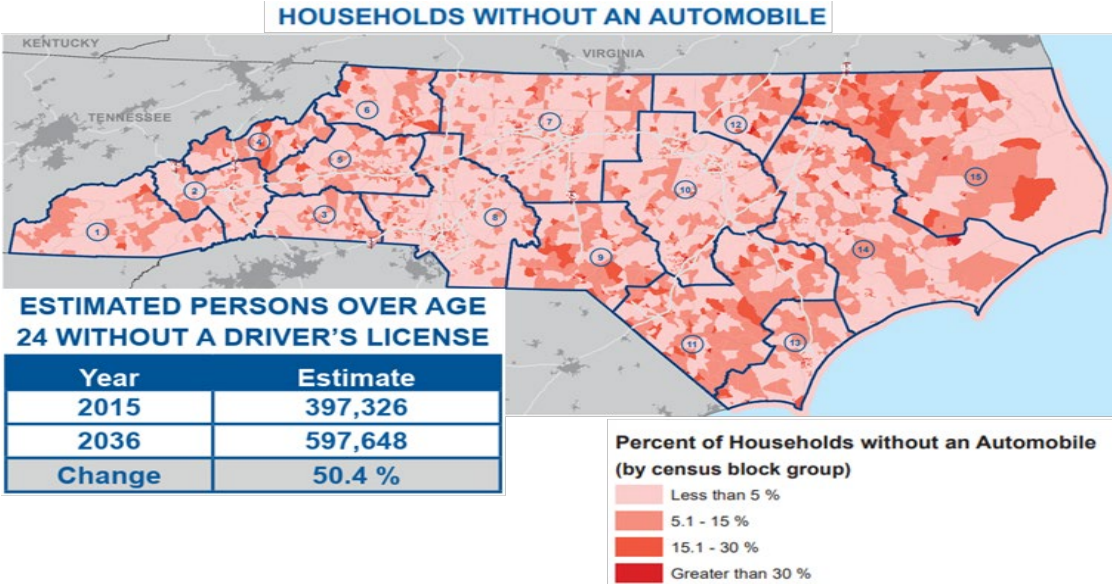 HOUSEHOLDS WITHOUT AN AUTOMOBILE
KENTUCKY
VIRGINIA
TENNESSEE
6
7
12
4
5
2
10
15
3
8
1
14
9
11
13
ESTIMATED PERSONS OVER AGE
24 WITHOUT A DRIVER'S LICENSE
Year Estimate
2015 397,326
2036 597,648
Change 50.4 %
Percent of Households without an Automobile
(by census block group)
Less than 5 %
5.1 - 15 %
15.1 - 30 %
Greater than 30 %